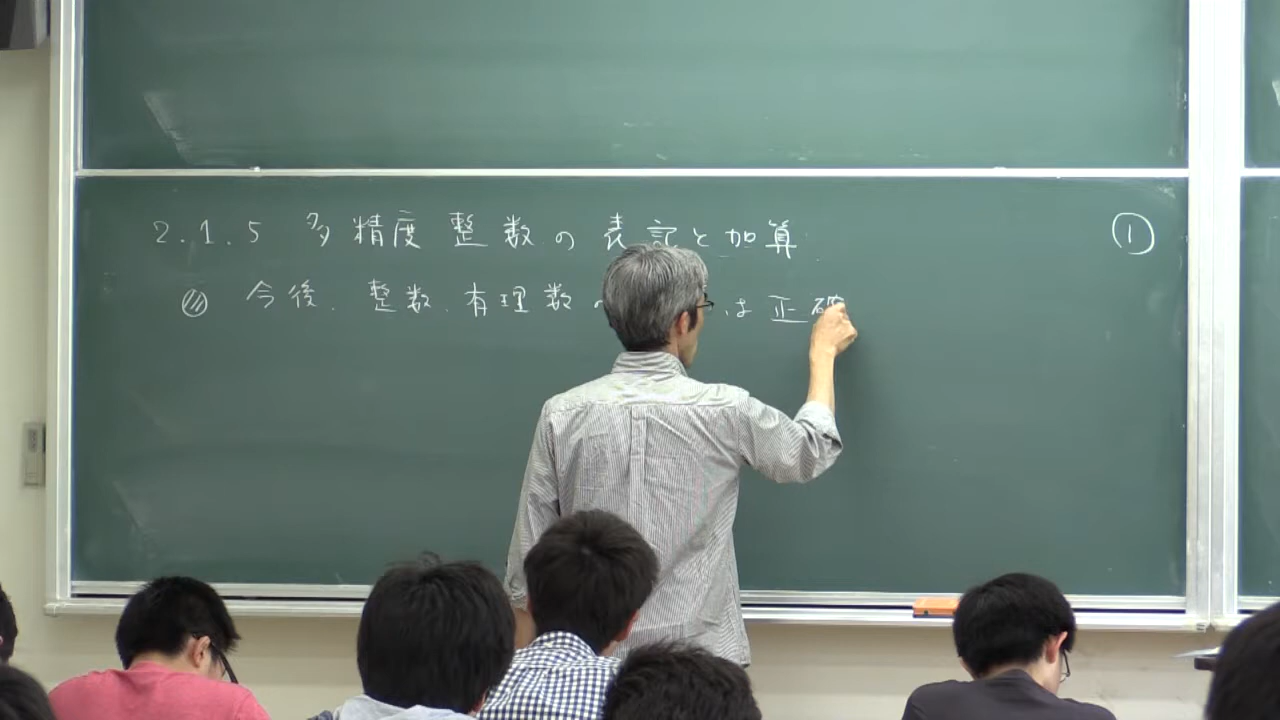 2.1.5 多精度整数の表記と加算 ①
今後、整数、有理数 は正確